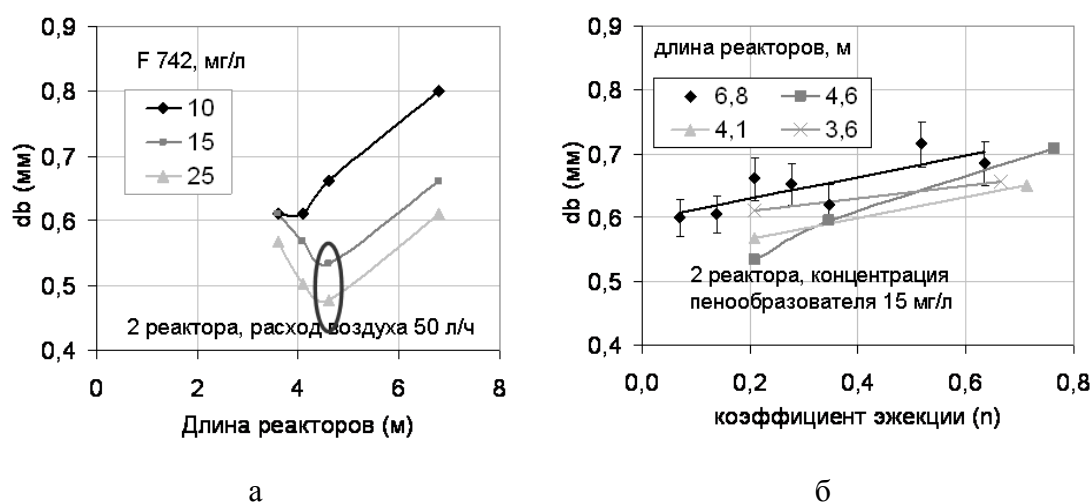 0,9
0,8
0,7
0,6
0,5
0,4
db (мм)
F 742, мг/л
10
15
25
2 реактора, расход воздуха 50 л/ч
0 2 4 6 8
Длина реакторов (м)
а
0,9
0,8
0,7
0,6
0,5
0,4
db (мм)
длина реакторов, м
6,8 4,6
4,1 3,6
2 реактора, концентрация
пенообразователя 15 мг/л
0,0 0,2 0,4 0,6 0,8
коэффициент эжекции (n)
б